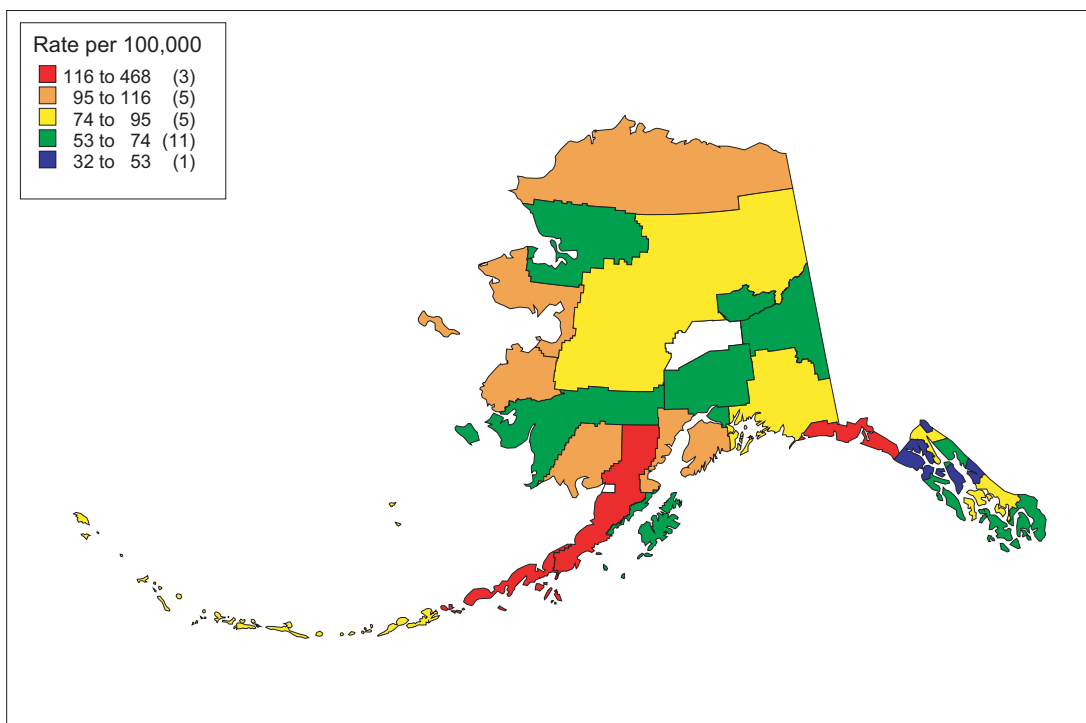 Rate per 100,000
116 to 468 (3)
95 to 116 (5)
74 to 95 (5)
53 to 74 (11)
32 to 53 (1)